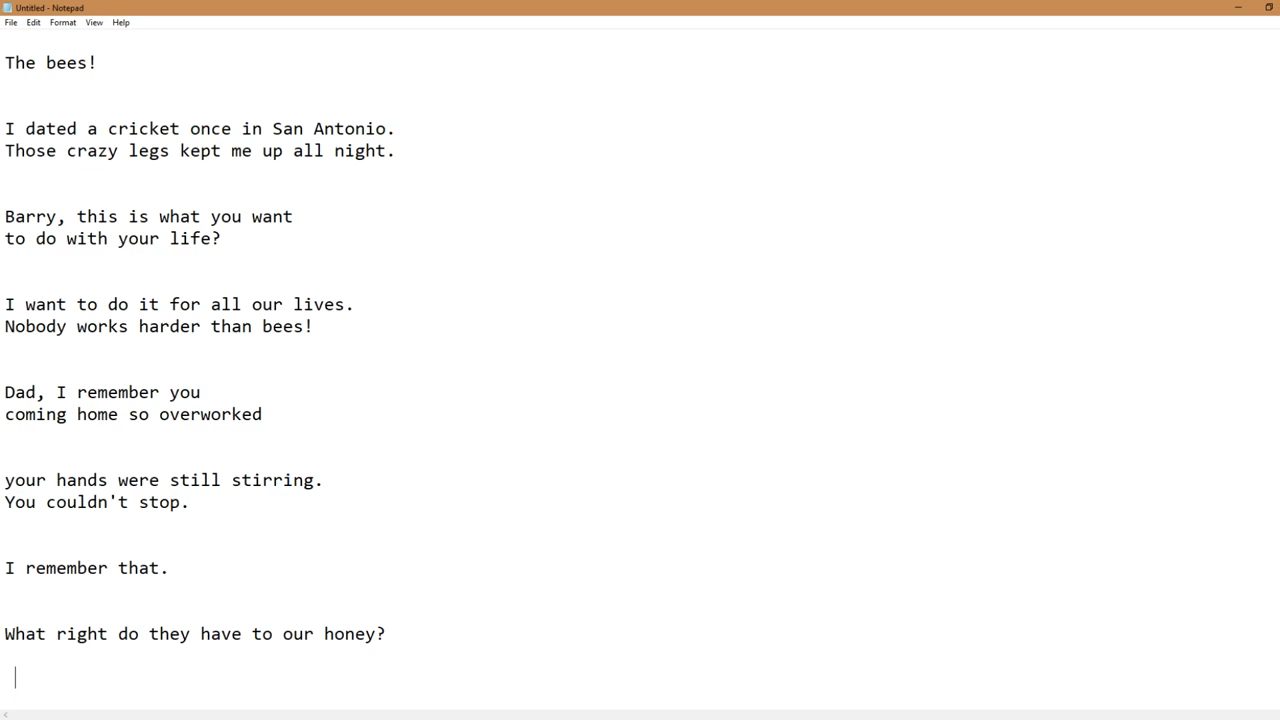 Untitled - Notepad
File Edit Format View Help
The bees!
I dated a cricket once in San Antonio.
Those crazy legs kept me up all night.
Barry, this is what you want
to do with your life?
I want to do it for all our lives.
Nobody works harder than bees!
Dad, I remember you
coming home so overworked
your hands were still stirring.
You couldn't stop.
I remember that.
What right do they have to our honey?